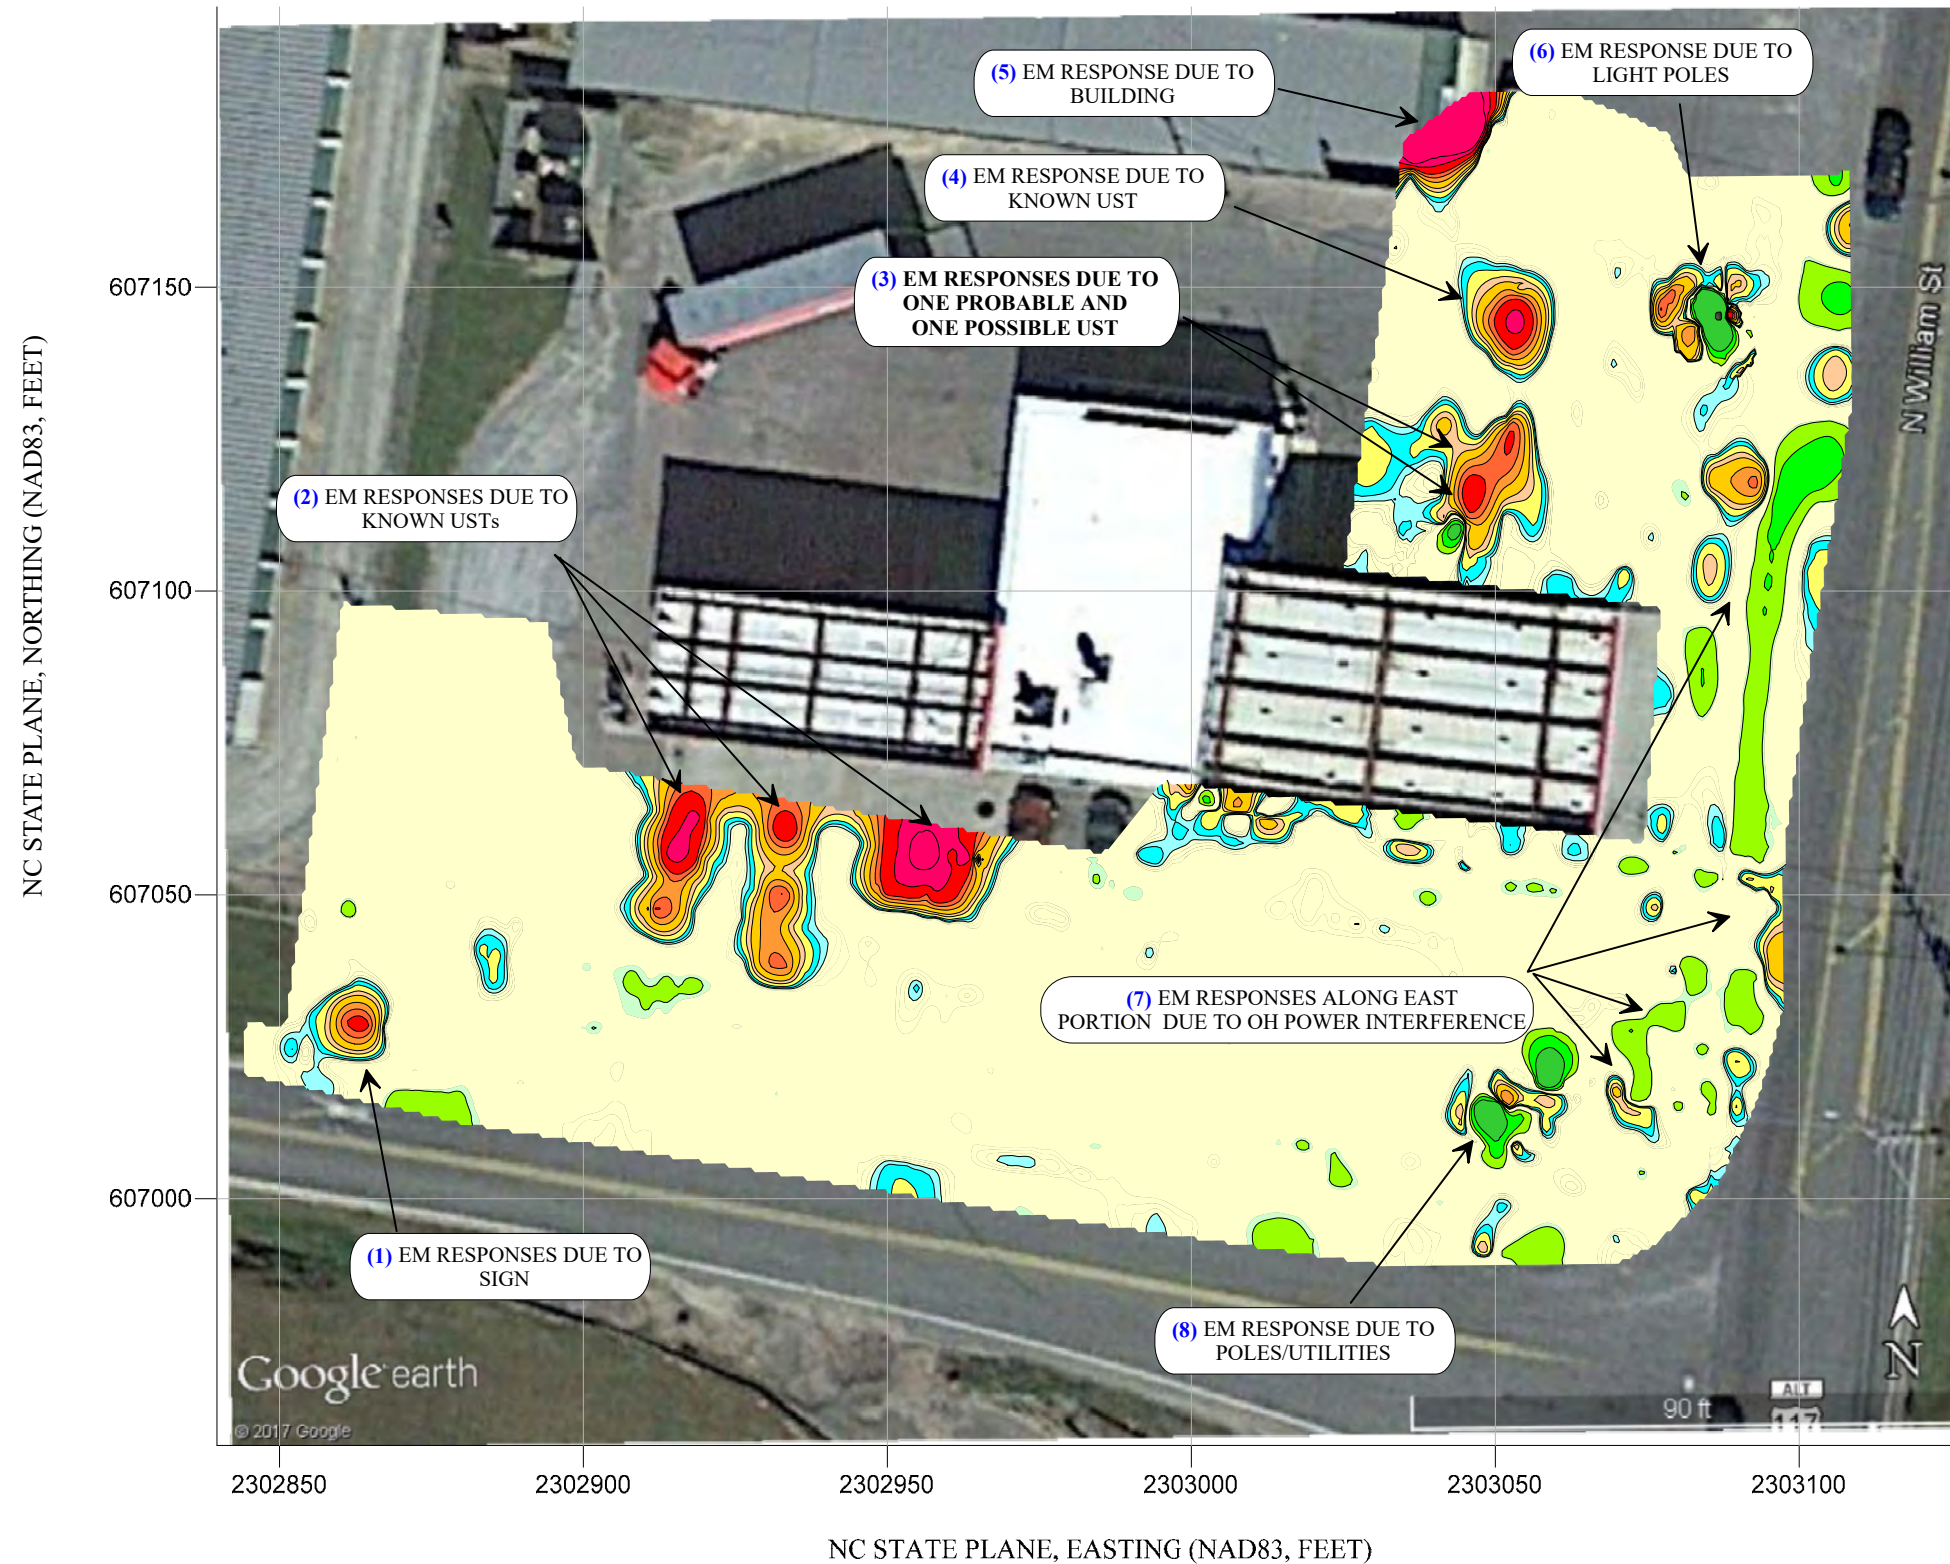 (6) EM RESPONSE DUE TO
LIGHT POLES
(5) EM RESPONSE DUE TO
BUILDING
(4) EM RESPONSE DUE TO
KNOWN UST
(3) EM RESPONSES DUE TO
ONE PROBABLE AND
ONE POSSIBLE UST
N William St
(2) EM RESPONSES DUE TO
KNOWN USTs
(7) EM RESPONSES ALONG EAST
PORTION DUE TO OH POWER INTERFERENCE
(1) EM RESPONSES DUE TO
SIGN
(8) EM RESPONSE DUE TO
POLES/UTILITIES
N
Google earth
© 2017 Google
90 ft
ALT
117
NC STATE PLANE, NORTHING (NAD83, FEET)
607150
607100
607050
607000
2302850
2302900
2302950
2303000
2303050
2303100
NC STATE PLANE, EASTING (NAD83, FEET)